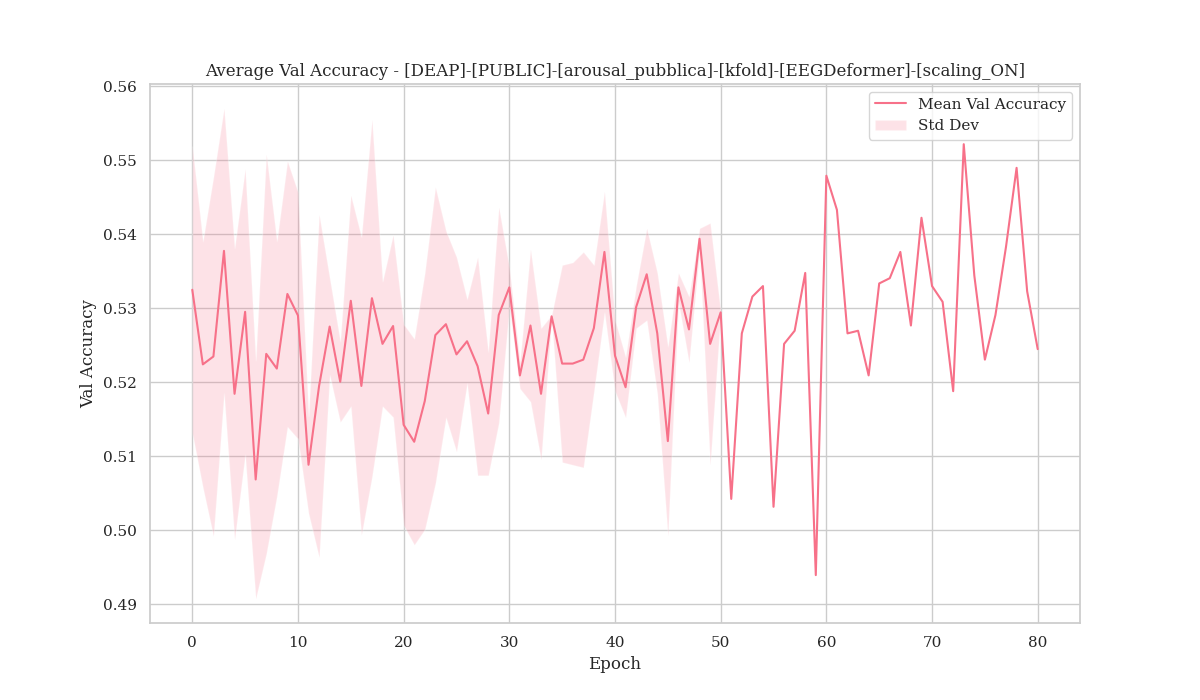 Average Val Accuracy - [DEAP]-[PUBLIC]-[arousal_pubblica]-[kfold]-[EEGDeformer]-[scaling_ON]
Mean Val Accuracy
Std Dev
0.56
0.55
0.54
0.53
0.52
0.51
0.50
0.49
Val Accuracy
0 10 20 30 40 50 60 70 80
Epoch